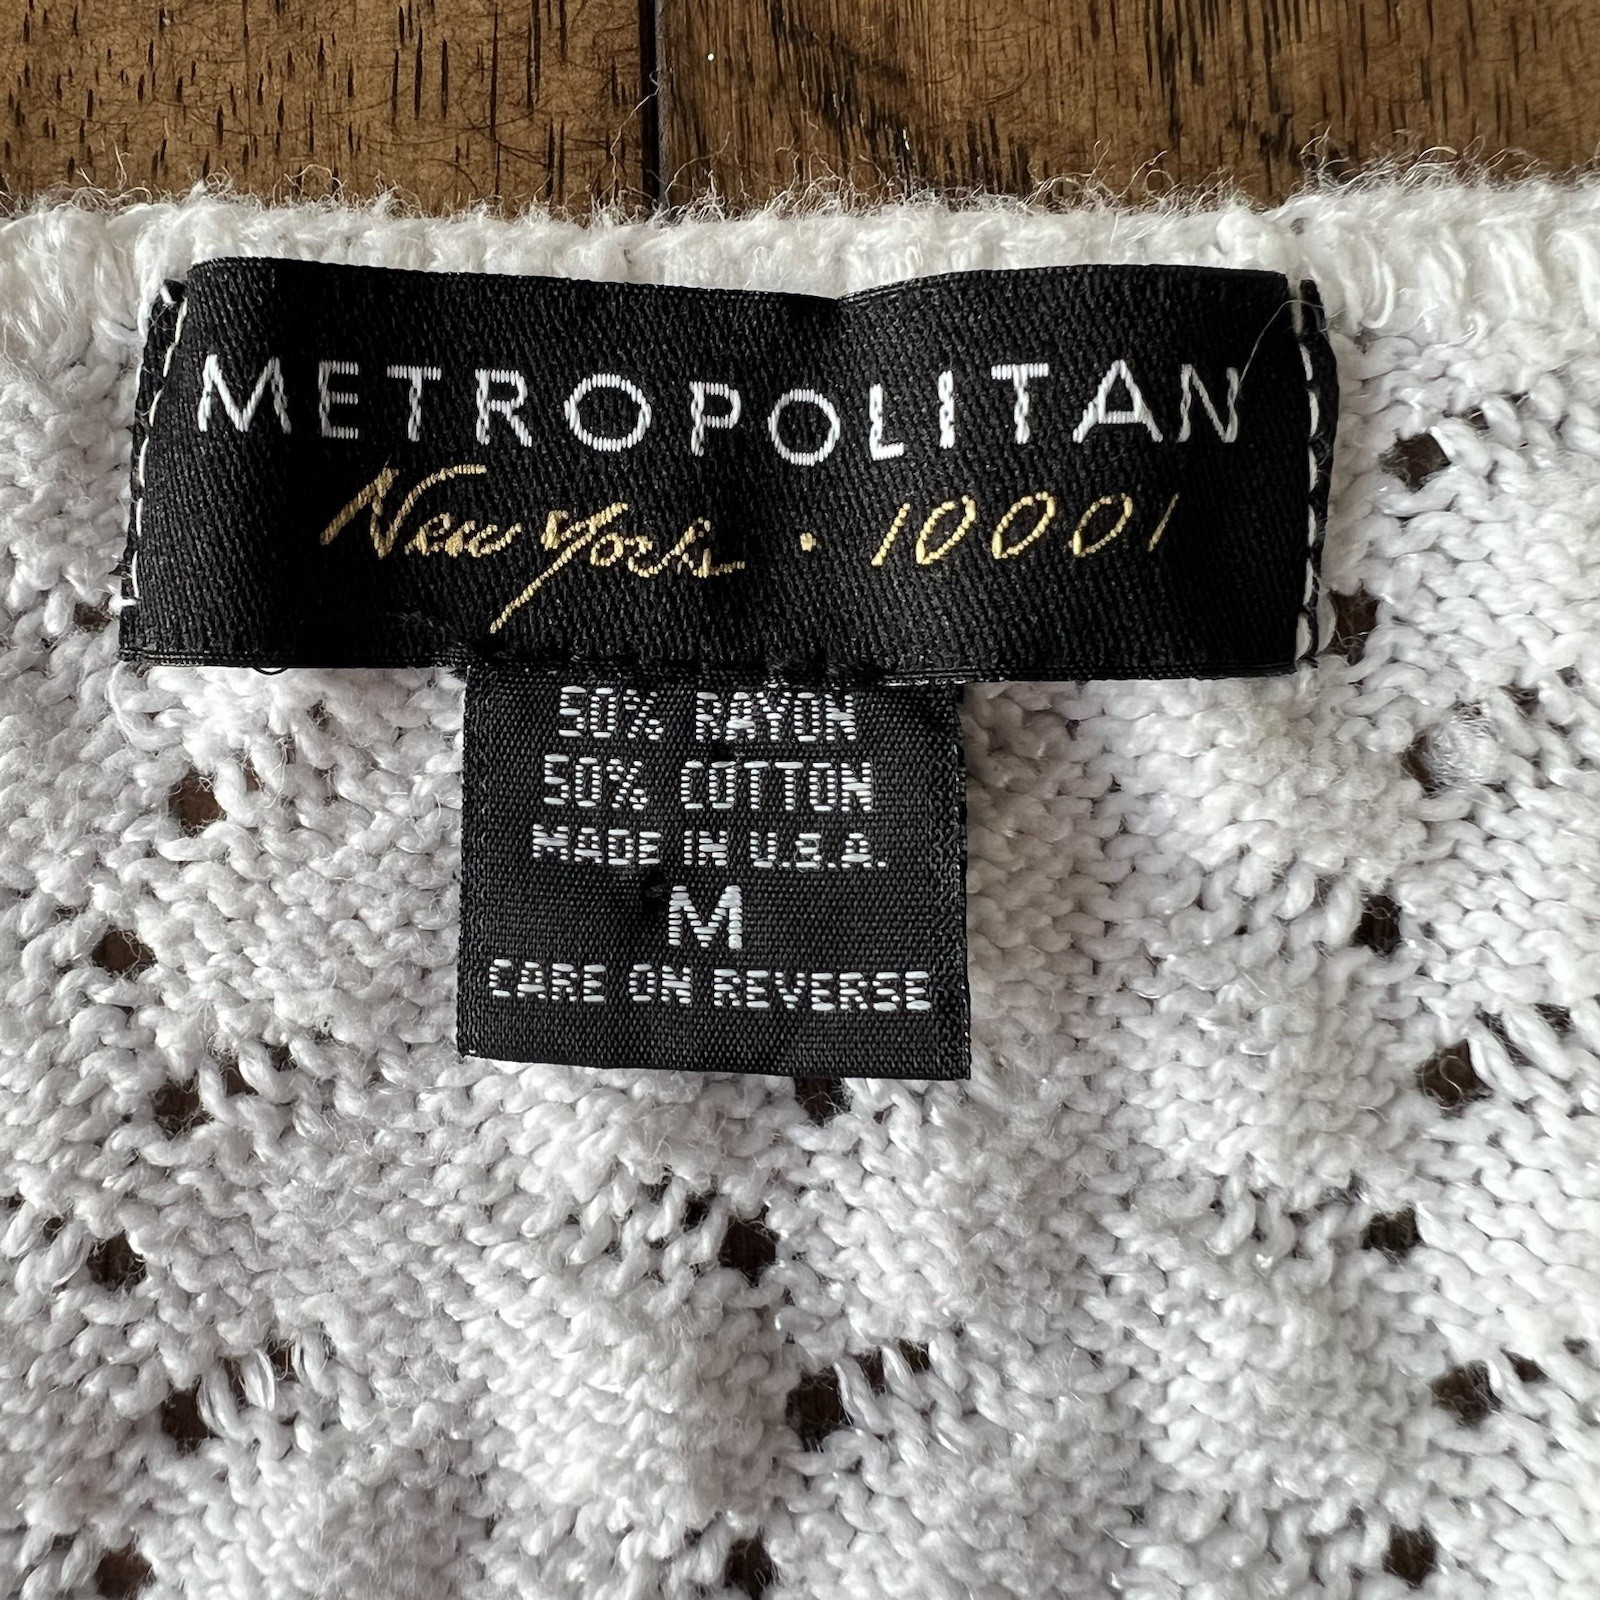 METROPOLITAN
New York · 10001
50% RAYON
50% COTTON
MADE IN U.S.A.
M
CARE ON REVERSE